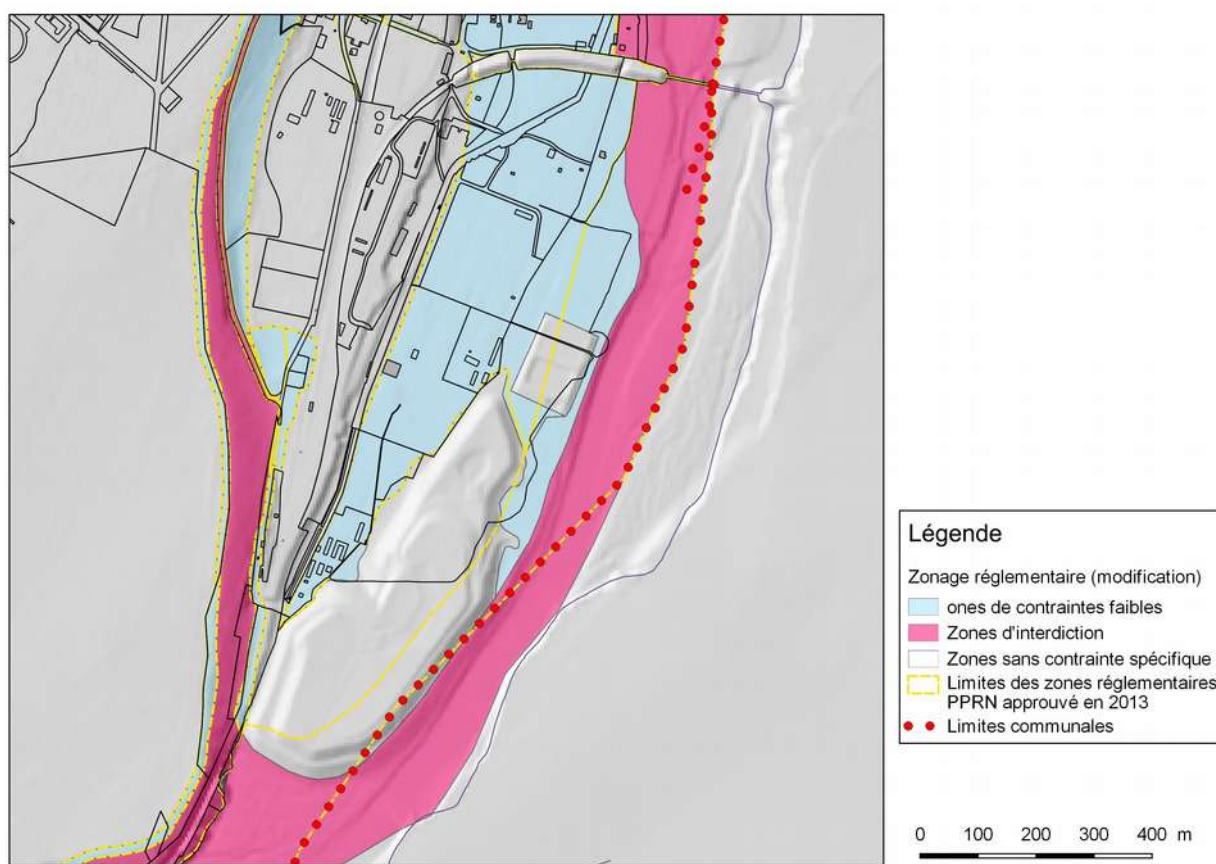 Légende
Zonage réglementaire (modification)
ones de contraintes faibles
Zones d'interdiction
Zones sans contrainte spécifique
Limites des zones réglementaires
PPRN approuvé en 2013
Limites communales
0 100 200 300 400 m